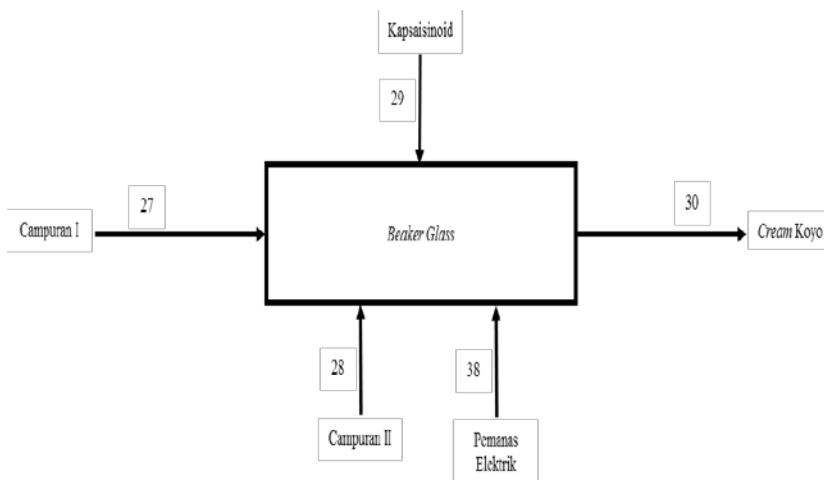 Kapsaisinoid
29
27
30
Campuran I
Beaker Glass
Cream Koyo
28
38
Campuran II
Pemanas
Elektrik